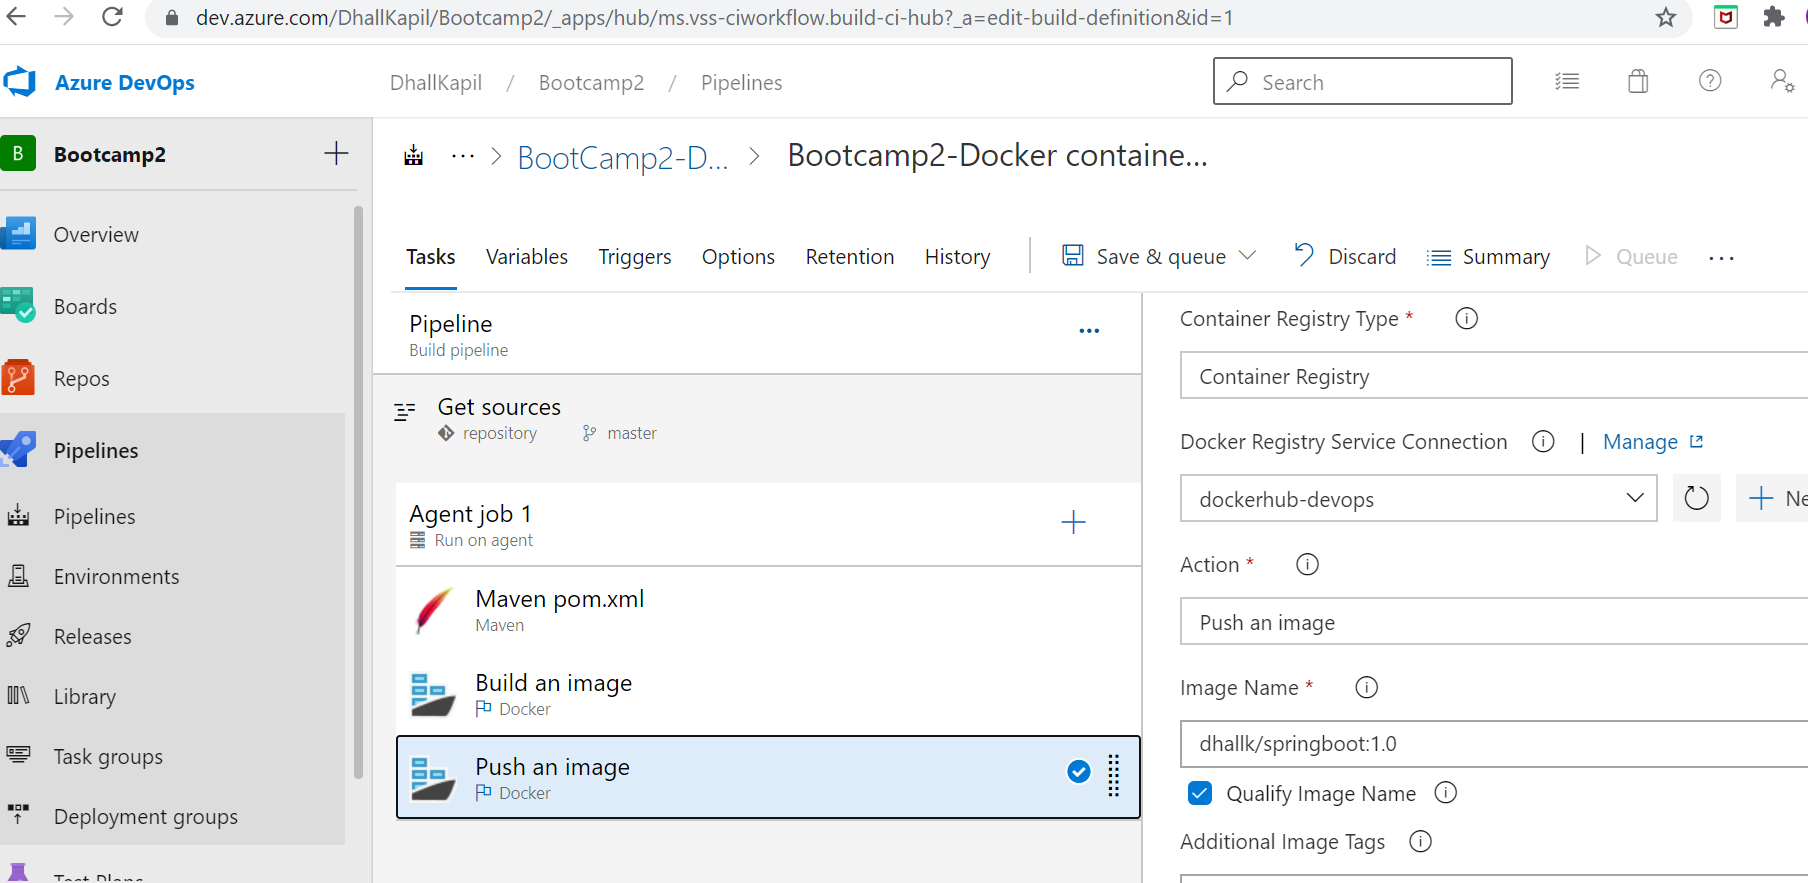 dev.azure.com/DhallKapil/Bootcamp2/_apps/hub/ms.vss-ciworkflow.build-ci-hub?_a=edit-build-definition&id=1
Azure DevOps
DhallKapil / Bootcamp2 / Pipelines
Search
B Bootcamp2
... > BootCamp2-D... > Bootcamp2-Docker containe...
Overview
Boards
Repos
Pipelines
Pipelines
Environments
Releases
Library
Task groups
Deployment groups
Test Plans
Tasks Variables Triggers Options Retention History | Save & queue Discard Summary Queue ...
Pipeline ...
Build pipeline
Get sources
repository master
Agent job 1
Run on agent
Maven pom.xml
Maven
Build an image
Docker
Push an image
Docker
Container Registry Type *
Container Registry
Docker Registry Service Connection | Manage
dockerhub-devops
Action *
Push an image
Image Name *
dhallk/springboot:1.0
Qualify Image Name
Additional Image Tags